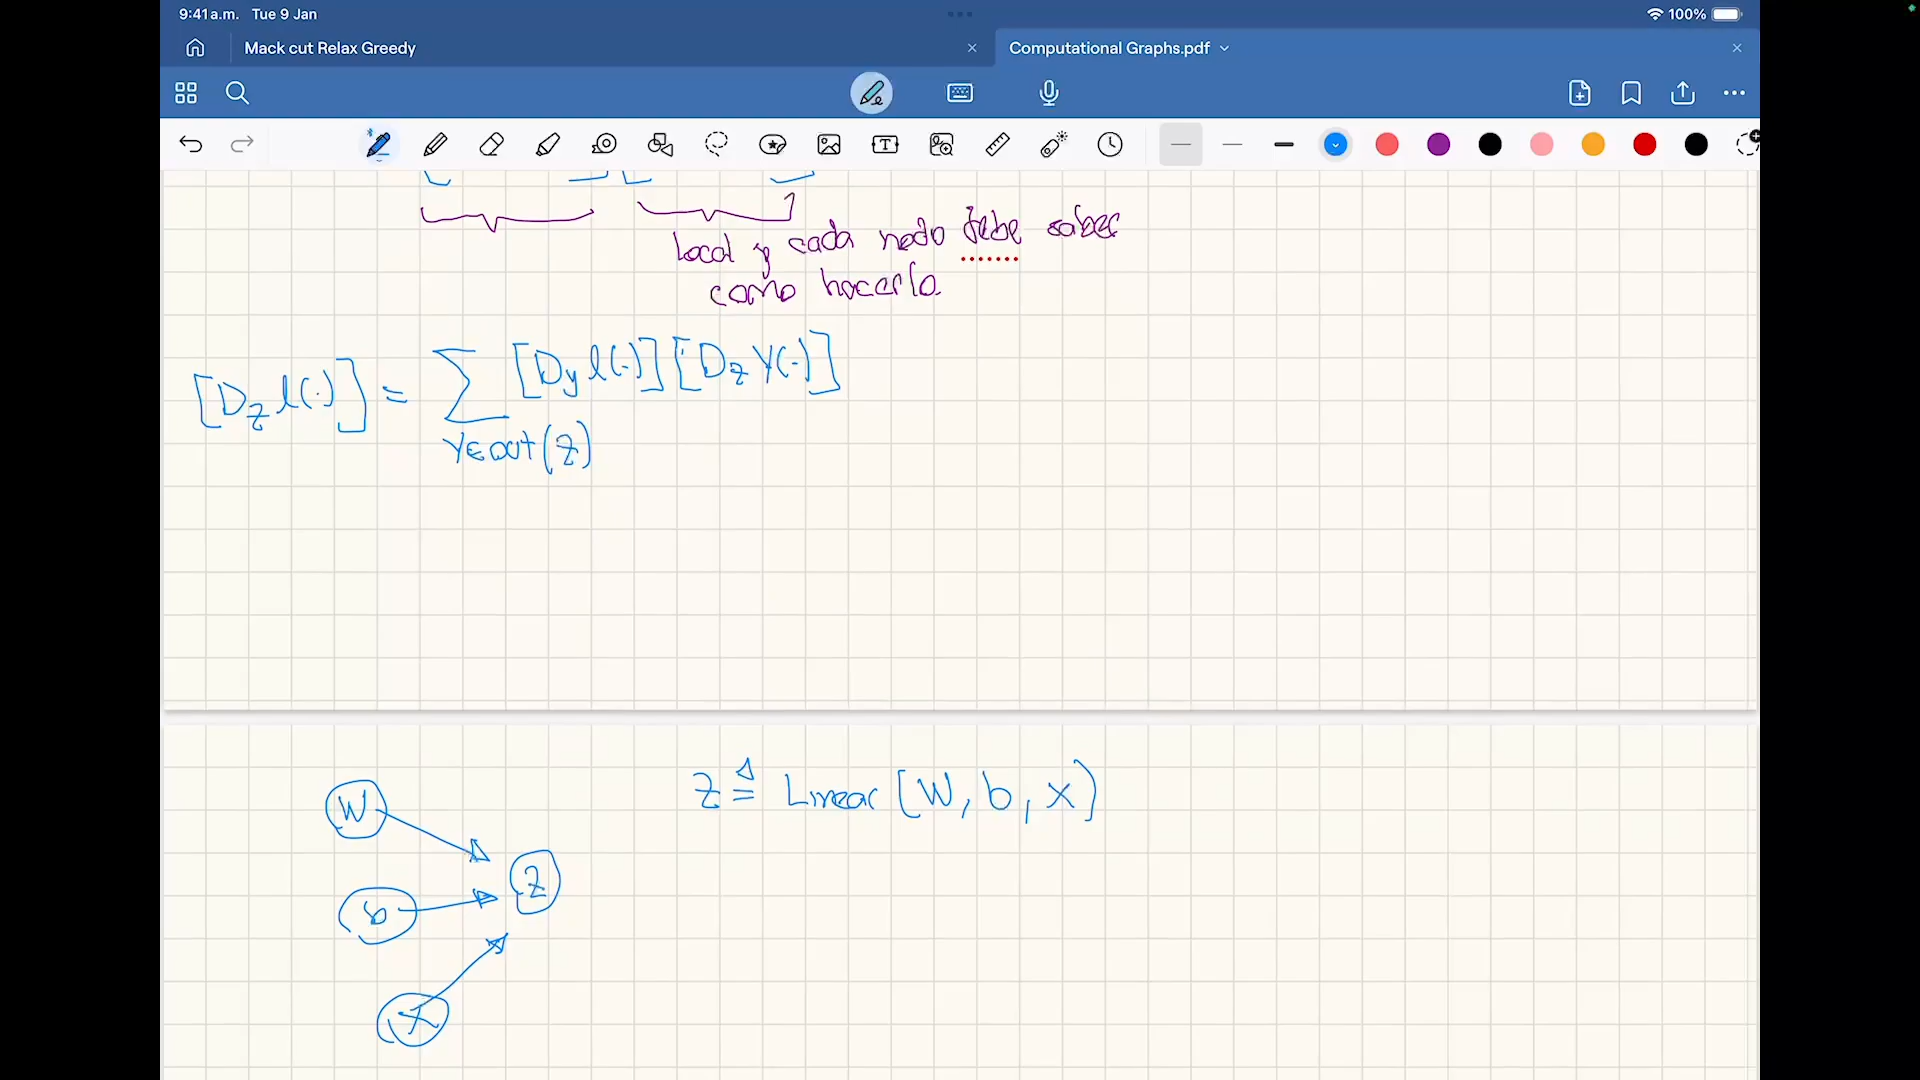 9:41 a.m. Tue 9 Jan
100%
Mack cut Relax Greedy
Computational Graphs.pdf
T
local y cada nodo debe saber
como hacerlo.
[D_z l(·)] = Σ [D_y l(·)] [D_z y(·)]
y∈out(z)
W
z ≜ Linear (W, b, x)
z
b
x